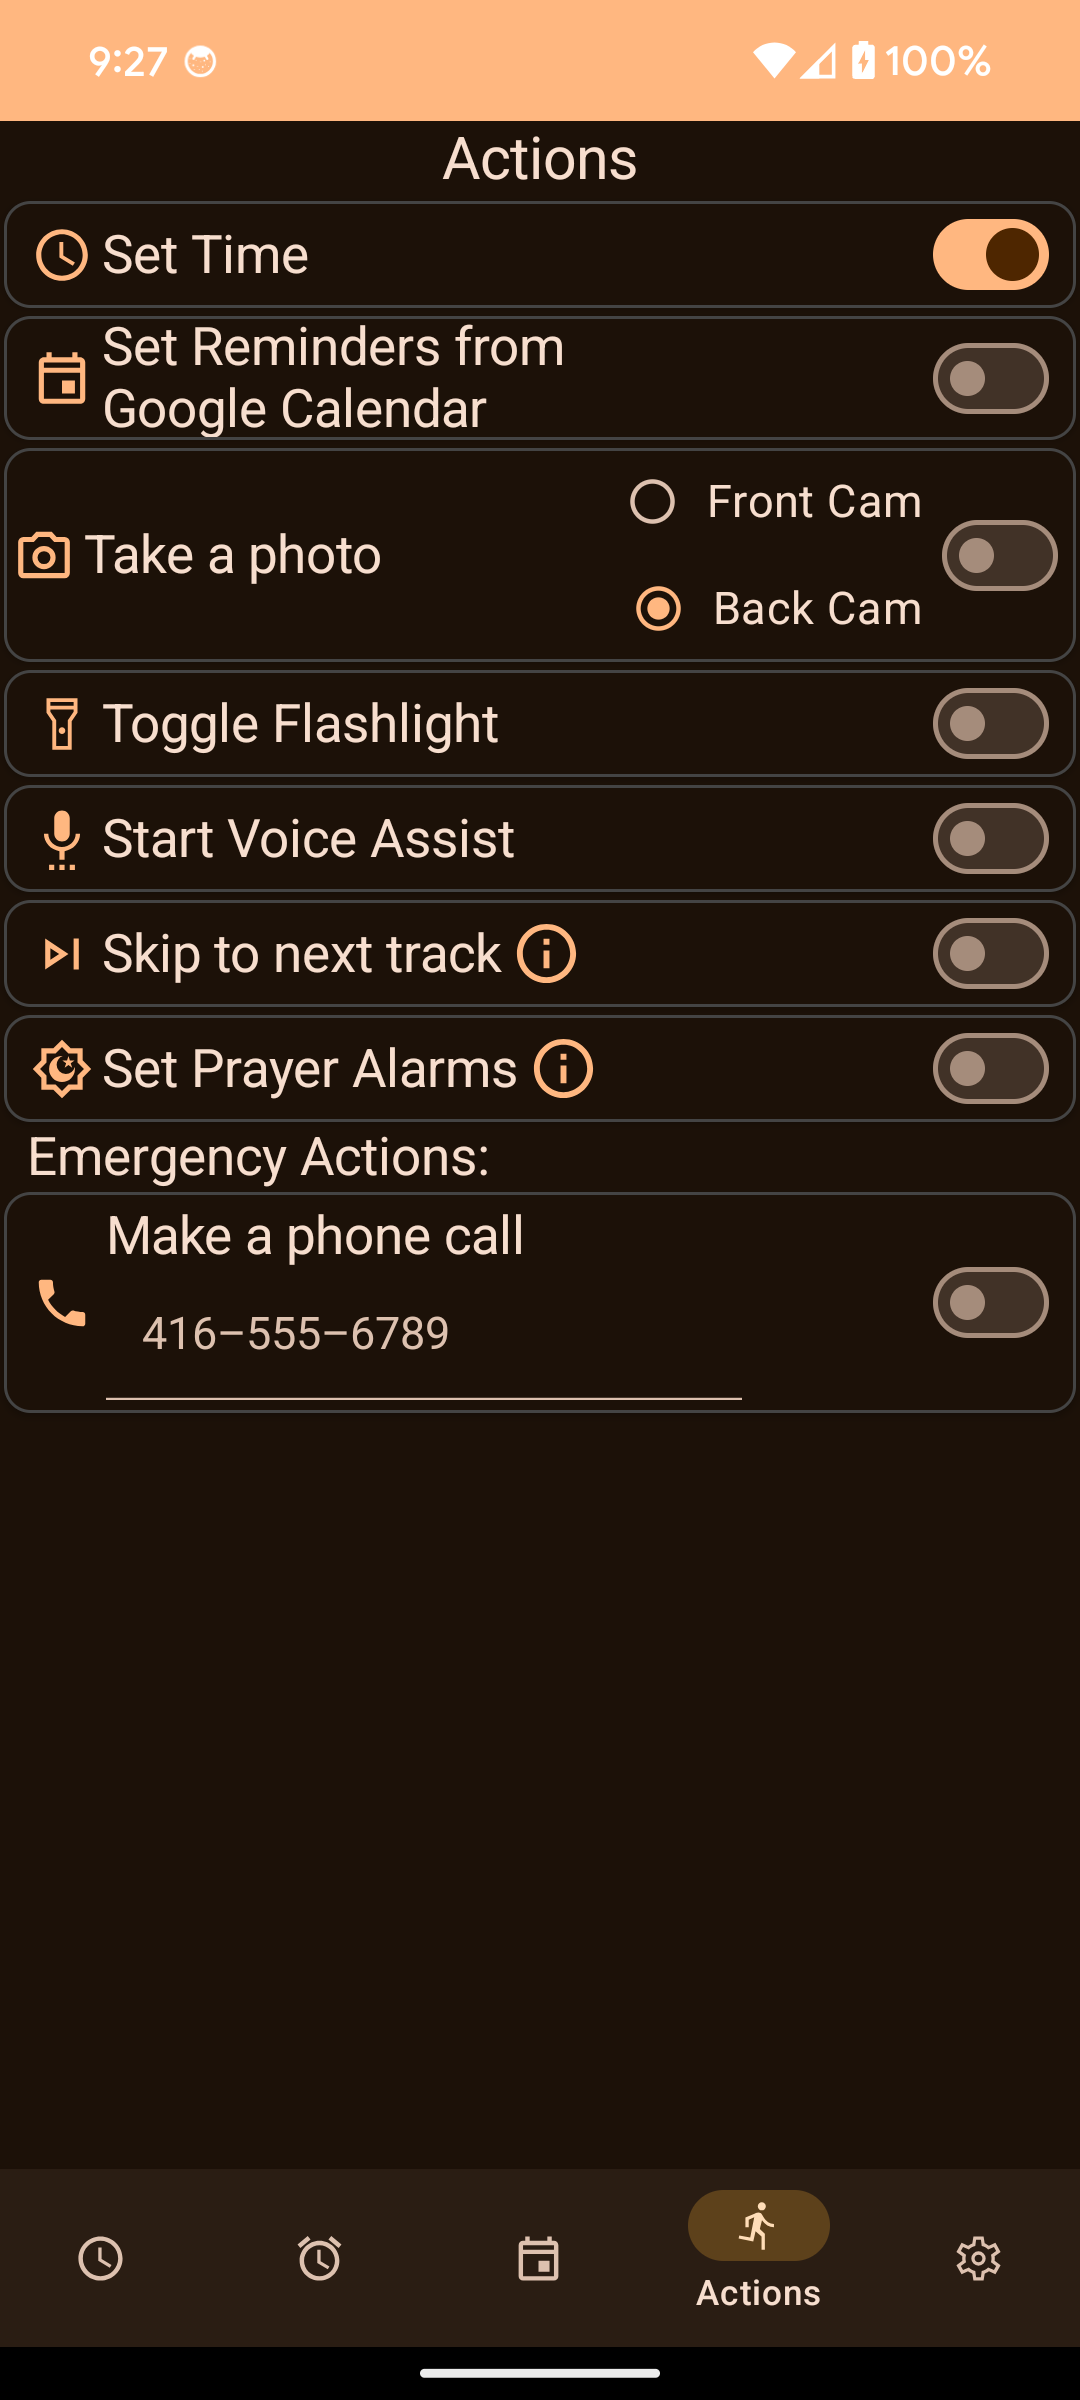 9:27
100%
Actions
Set Time
Set Reminders from
Google Calendar
Take a photo
Front Cam
Back Cam
Toggle Flashlight
Start Voice Assist
Skip to next track
Set Prayer Alarms
Emergency Actions:
Make a phone call
416-555-6789
Actions